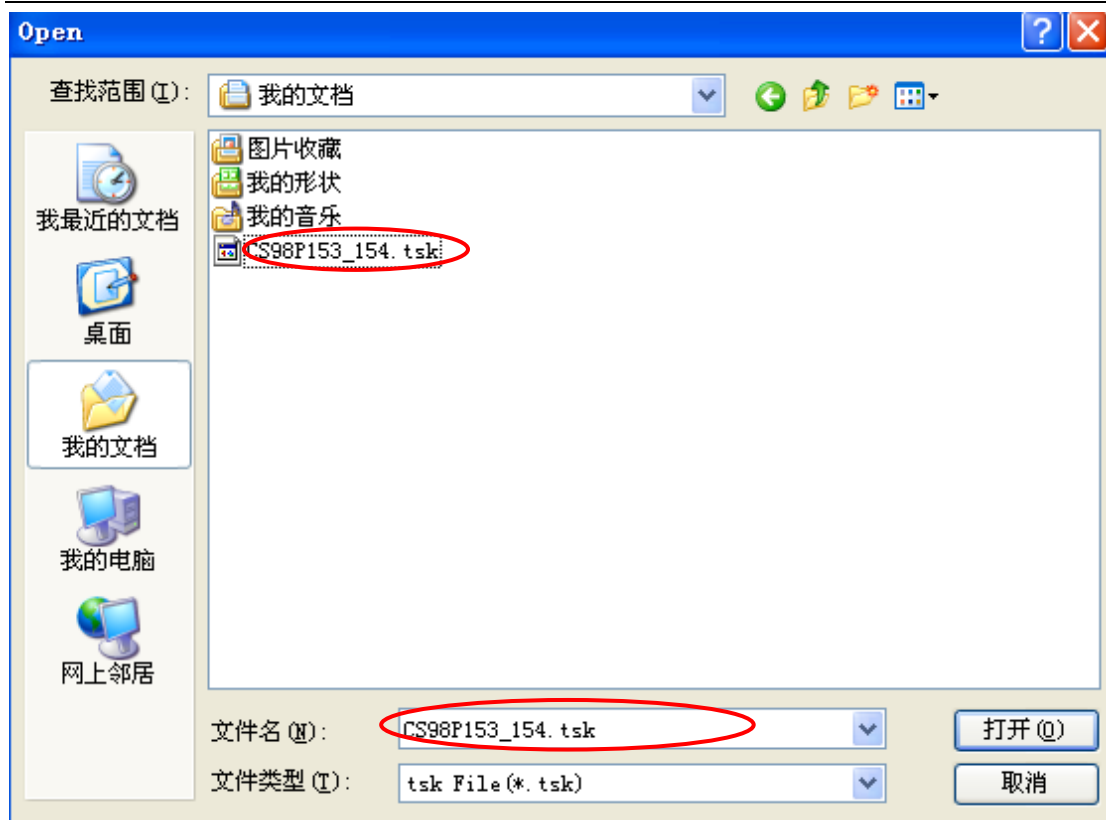 Open
查找范围(I):
我的文档
图片收藏
我的形状
我的音乐
CS98P153_154.tsk
我最近的文档
桌面
我的文档
我的电脑
网上邻居
文件名(N):
CS98P153_154.tsk
打开(O)
文件类型(T):
tsk File(*.tsk)
取消